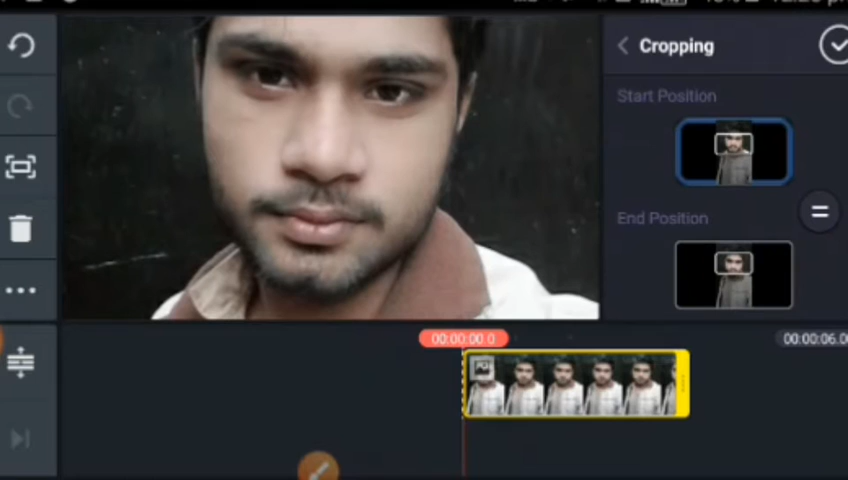 Cropping
Start Position
End Position
00:00:00.0
00:00:06.0